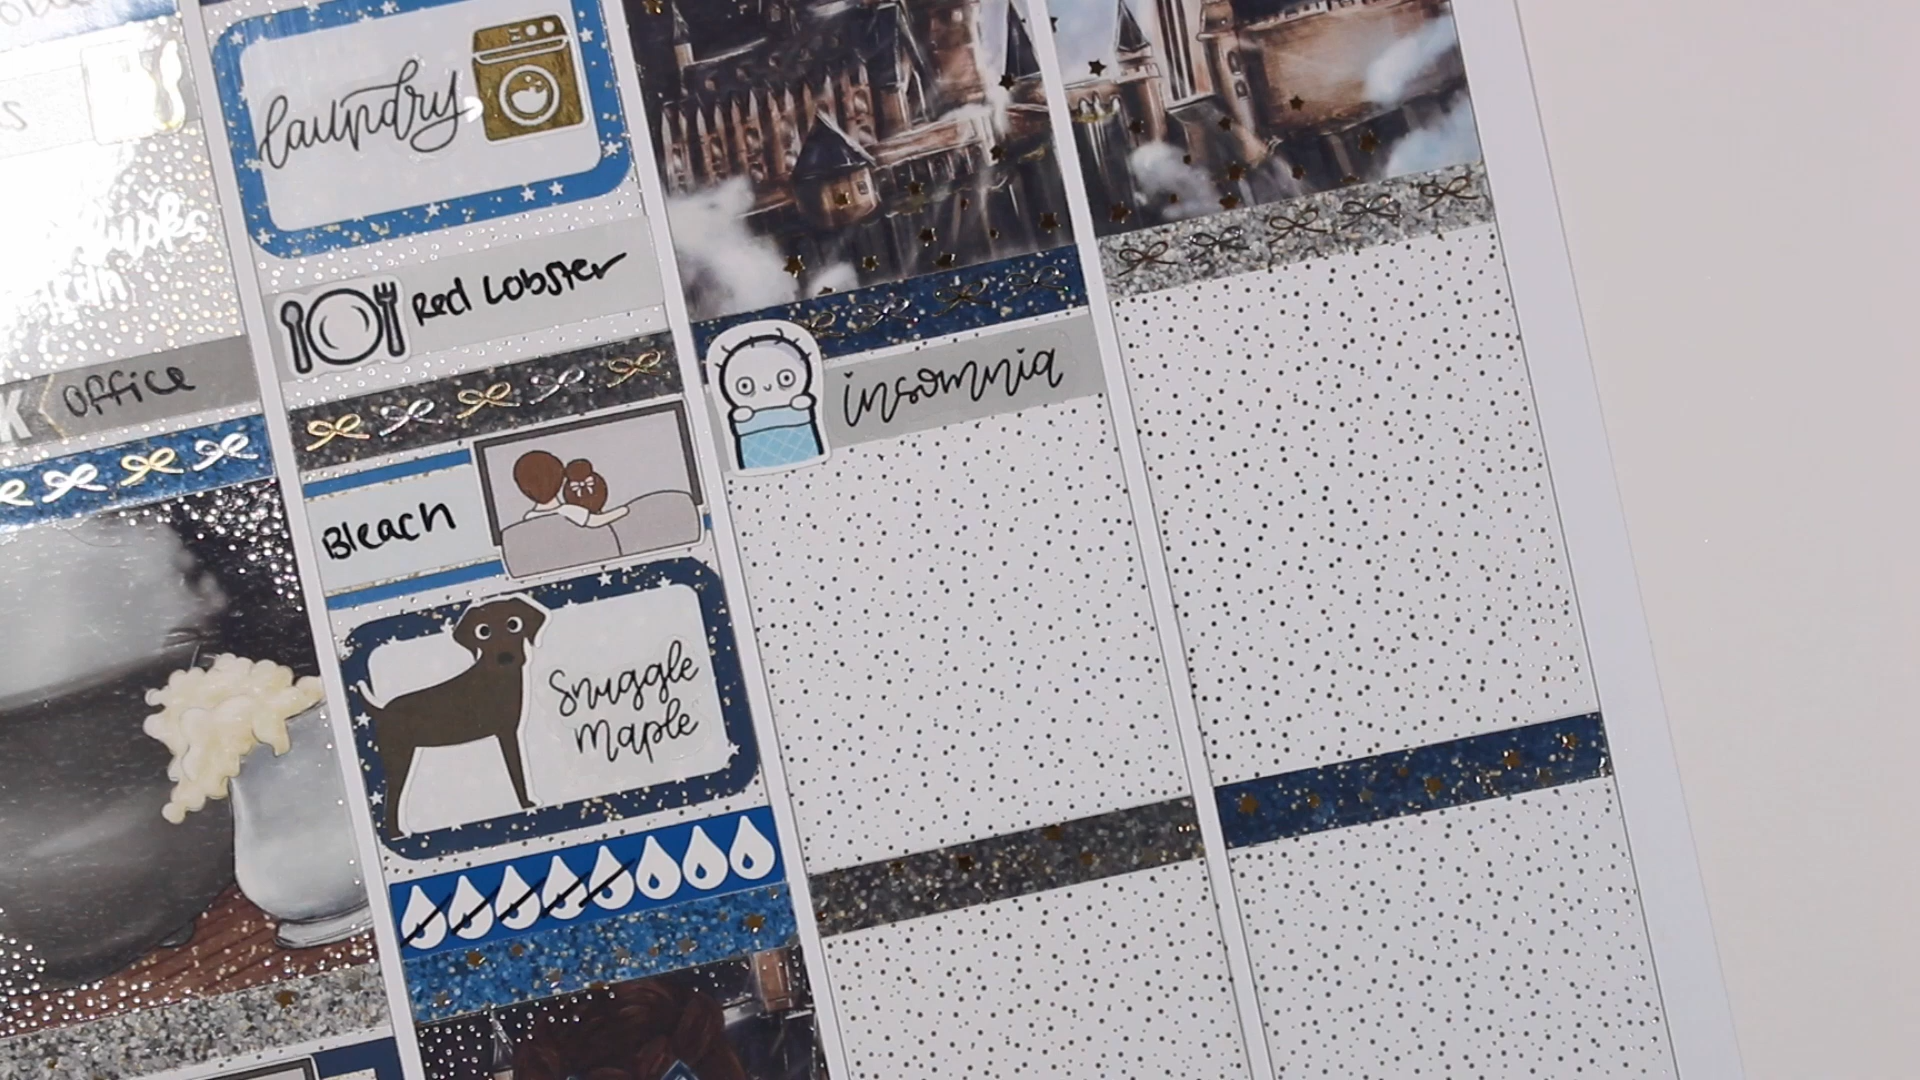 laundry
Red Lobster
office
insomnia
Bleach
Snuggle
maple